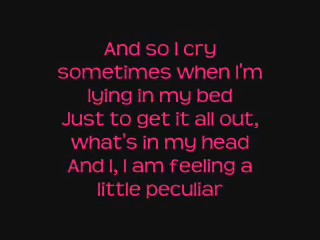 And so I cry
sometimes when I'm
lying in my bed
Just to get it all out,
what's in my head
And I, I am feeling a
little peculiar